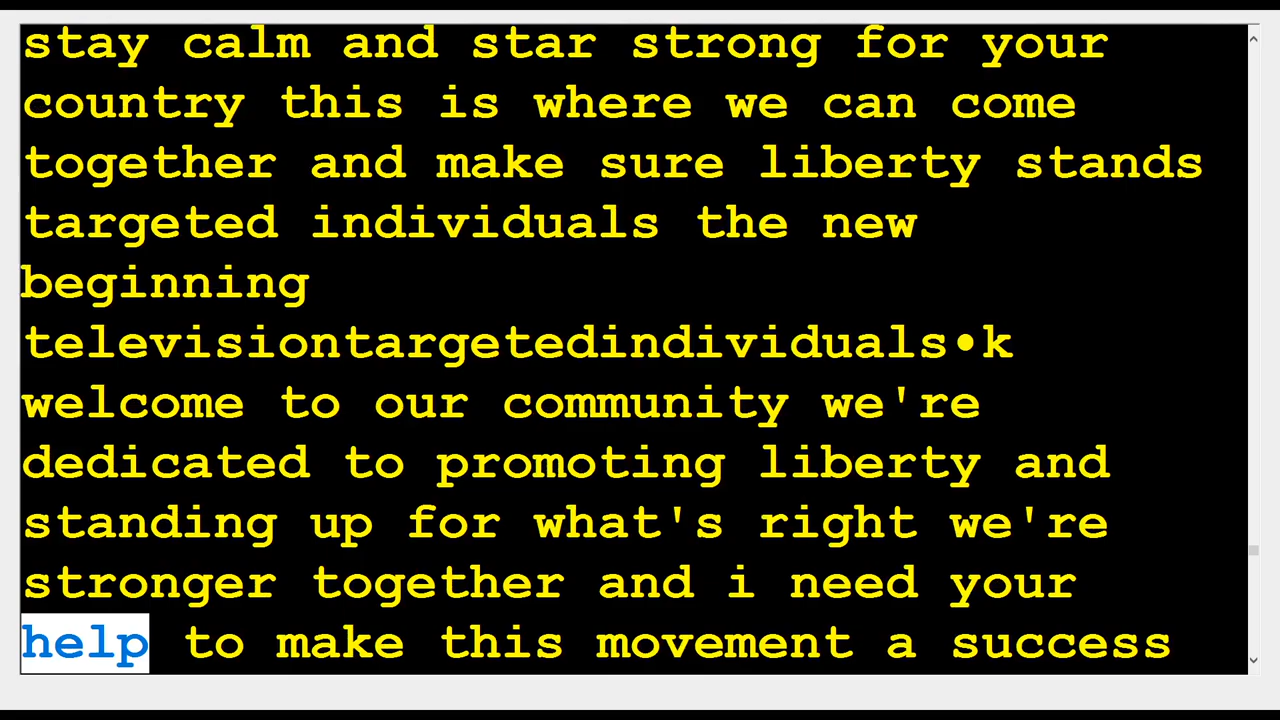 stay calm and star strong for your
country this is where we can come
together and make sure liberty stands
targeted individuals the new
beginning
televisiontargetedindividuals•k
welcome to our community we're
dedicated to promoting liberty and
standing up for what's right we're
stronger together and i need your
help to make this movement a success